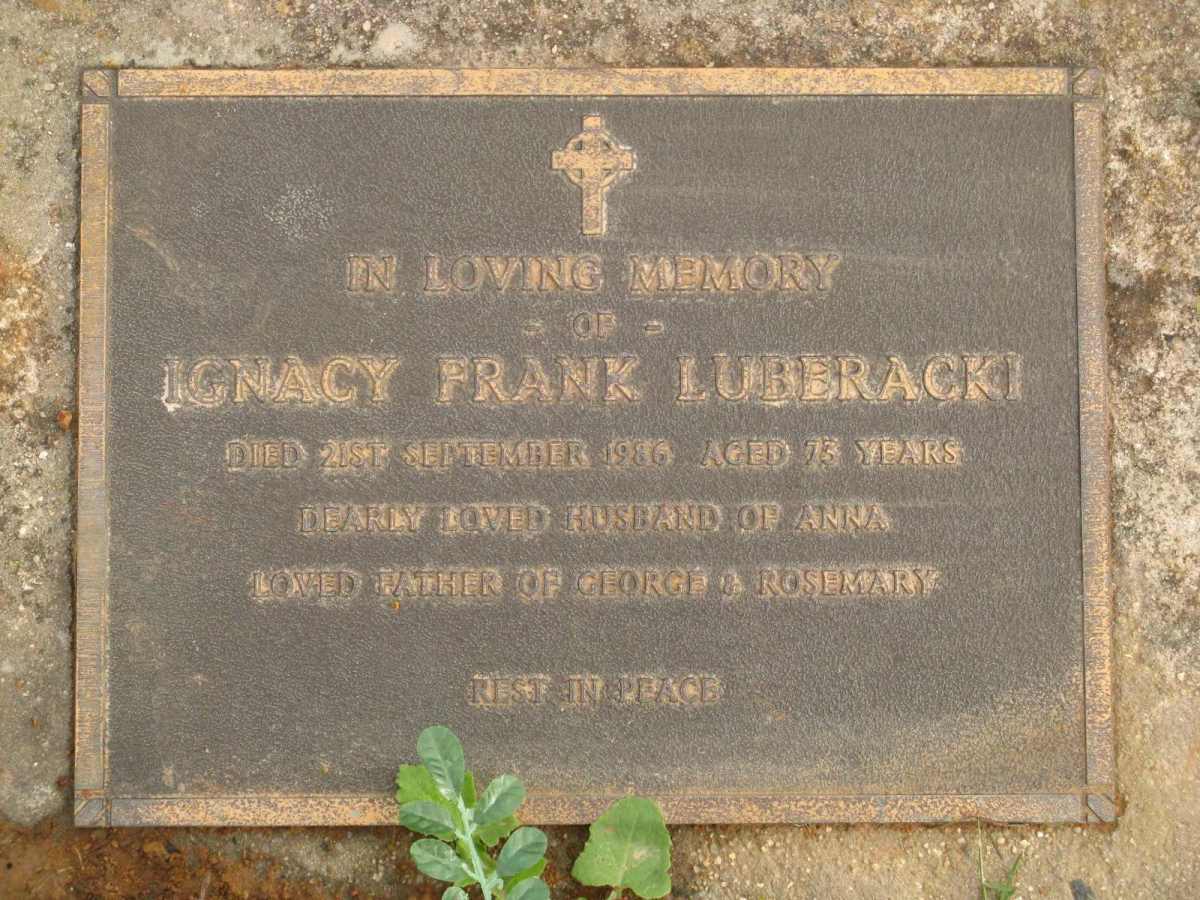 IN LOVING MEMORY
- OF -
IGNACY FRANK LUBERACKI
DIED 21ST SEPTEMBER 1986 AGED 75 YEARS
DEARLY LOVED HUSBAND OF ANNA
LOVED FATHER OF GEORGE & ROSEMARY
REST IN PEACE